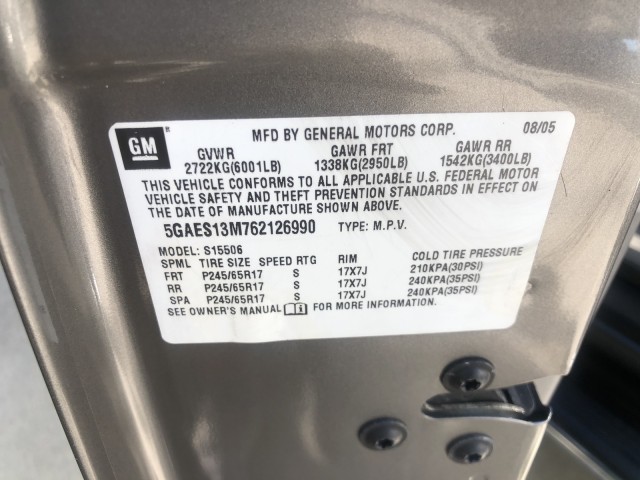 GM MFD BY GENERAL MOTORS CORP. 08/05
GVWR GAWR FRT GAWR RR
2722KG(6001LB) 1338KG(2950LB) 1542KG(3400LB)
THIS VEHICLE CONFORMS TO ALL APPLICABLE U.S. FEDERAL MOTOR
VEHICLE SAFETY AND THEFT PREVENTION STANDARDS IN EFFECT ON
THE DATE OF MANUFACTURE SHOWN ABOVE.
5GAES13M762126990 TYPE: M.P.V.
MODEL: S15506
SPML TIRE SIZE SPEED RTG RIM COLD TIRE PRESSURE
FRT P245/65R17 S 17X7J 210KPA(30PSI)
RR P245/65R17 S 17X7J 240KPA(35PSI)
SPA P245/65R17 S 17X7J 240KPA(35PSI)
SEE OWNER'S MANUAL FOR MORE INFORMATION.